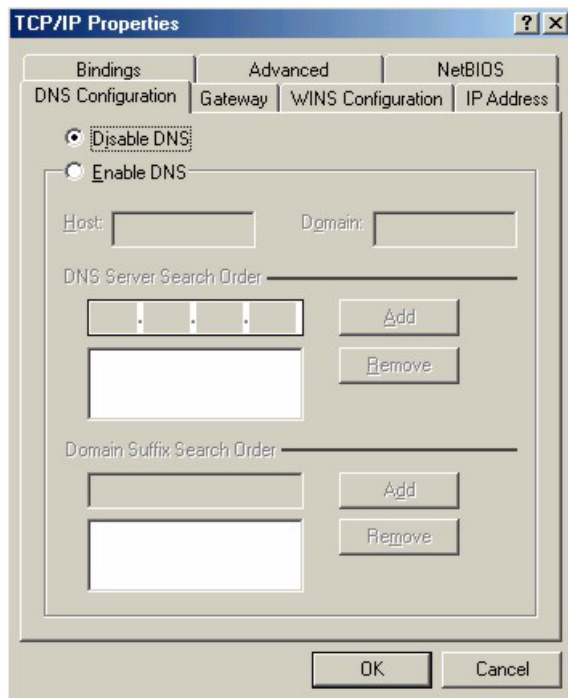 TCP/IP Properties
Bindings Advanced NetBIOS
DNS Configuration Gateway WINS Configuration IP Address
Disable DNS
Enable DNS
Host: Domain:
DNS Server Search Order
. . . Add
Remove
Domain Suffix Search Order
Add
Remove
OK Cancel